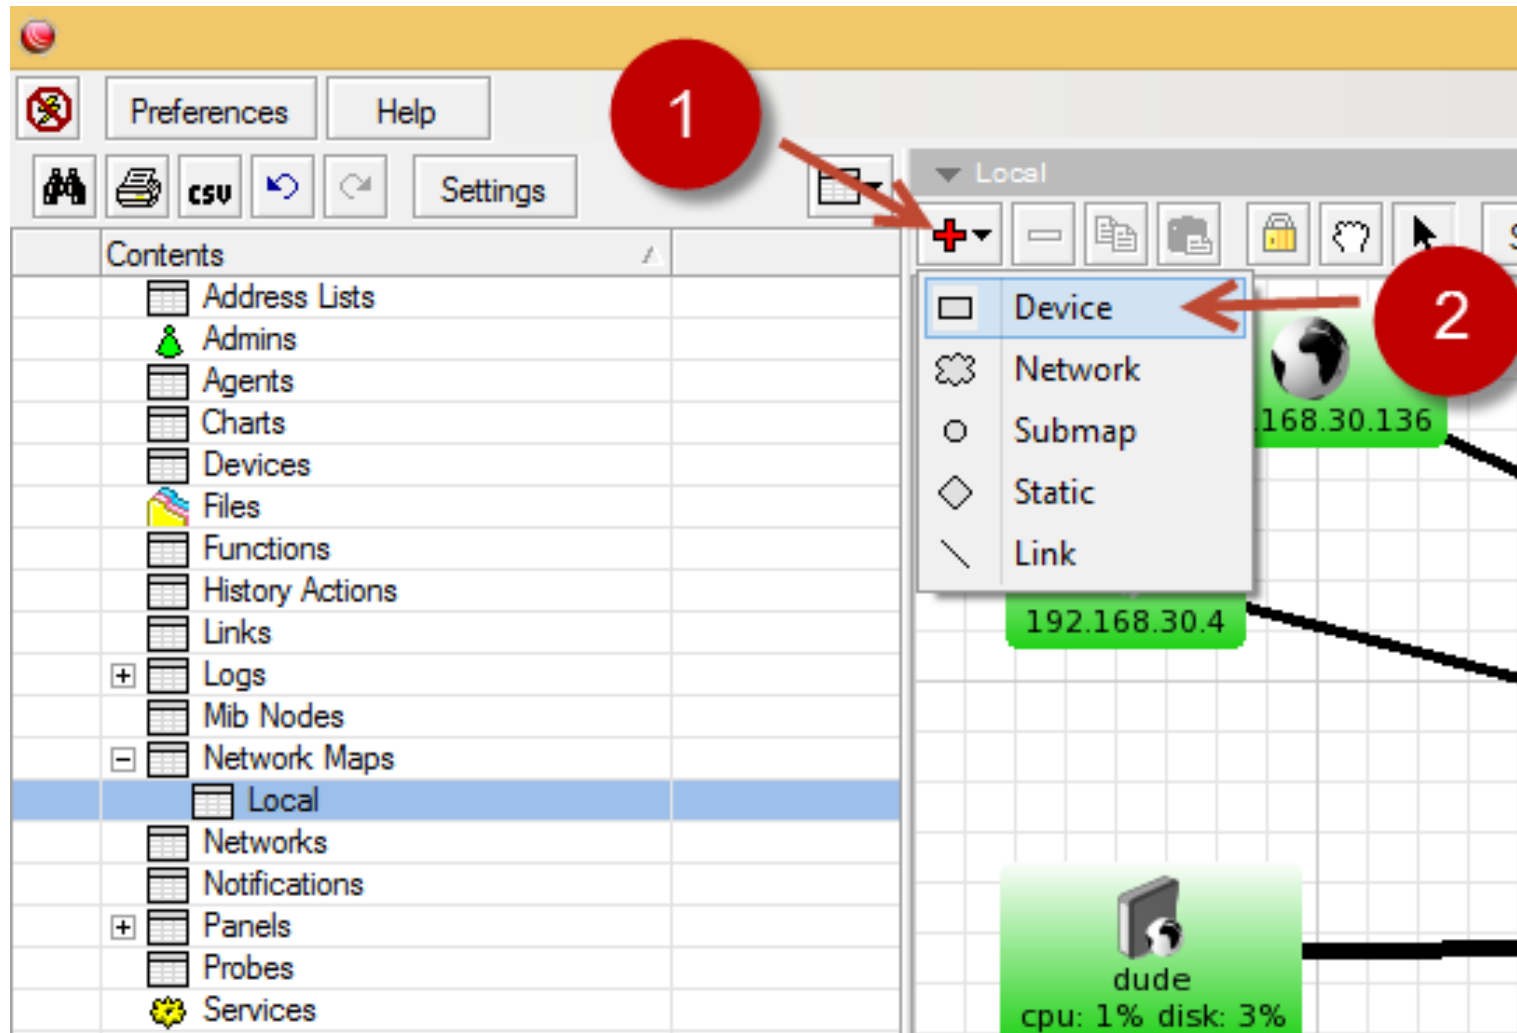 Preferences
Help
1
csv
Settings
Local
S
Contents
Address Lists
Admins
Agents
Charts
Devices
Files
Functions
History Actions
Links
Logs
Mib Nodes
Network Maps
Local
Networks
Notifications
Panels
Probes
Services
Device
Network
Submap
Static
Link
2
.168.30.136
192.168.30.4
dude
cpu: 1% disk: 3%